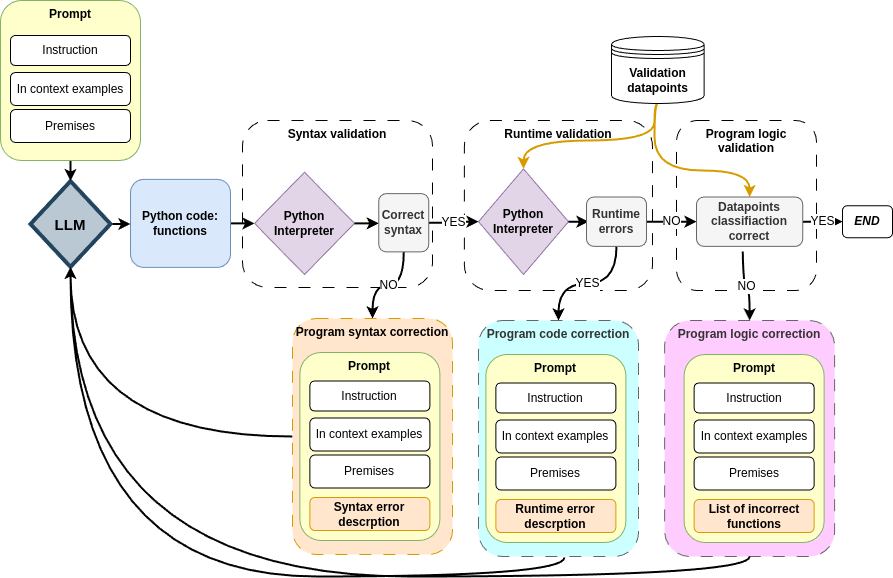 Prompt
Instruction
In context examples
Premises
LLM
Python code:
functions
Syntax validation
Python
Interpreter
Correct
syntax
YES
NO
Validation
datapoints
Runtime validation
Python
Interpreter
Runtime
errors
NO
YES
Program logic
validation
Datapoints
classifiaction
correct
YES
NO
END
Program syntax correction
Prompt
Instruction
In context examples
Premises
Syntax error
descrption
Program code correction
Prompt
Instruction
In context examples
Premises
Runtime error
descrption
Program logic correction
Prompt
Instruction
In context examples
Premises
List of incorrect
functions